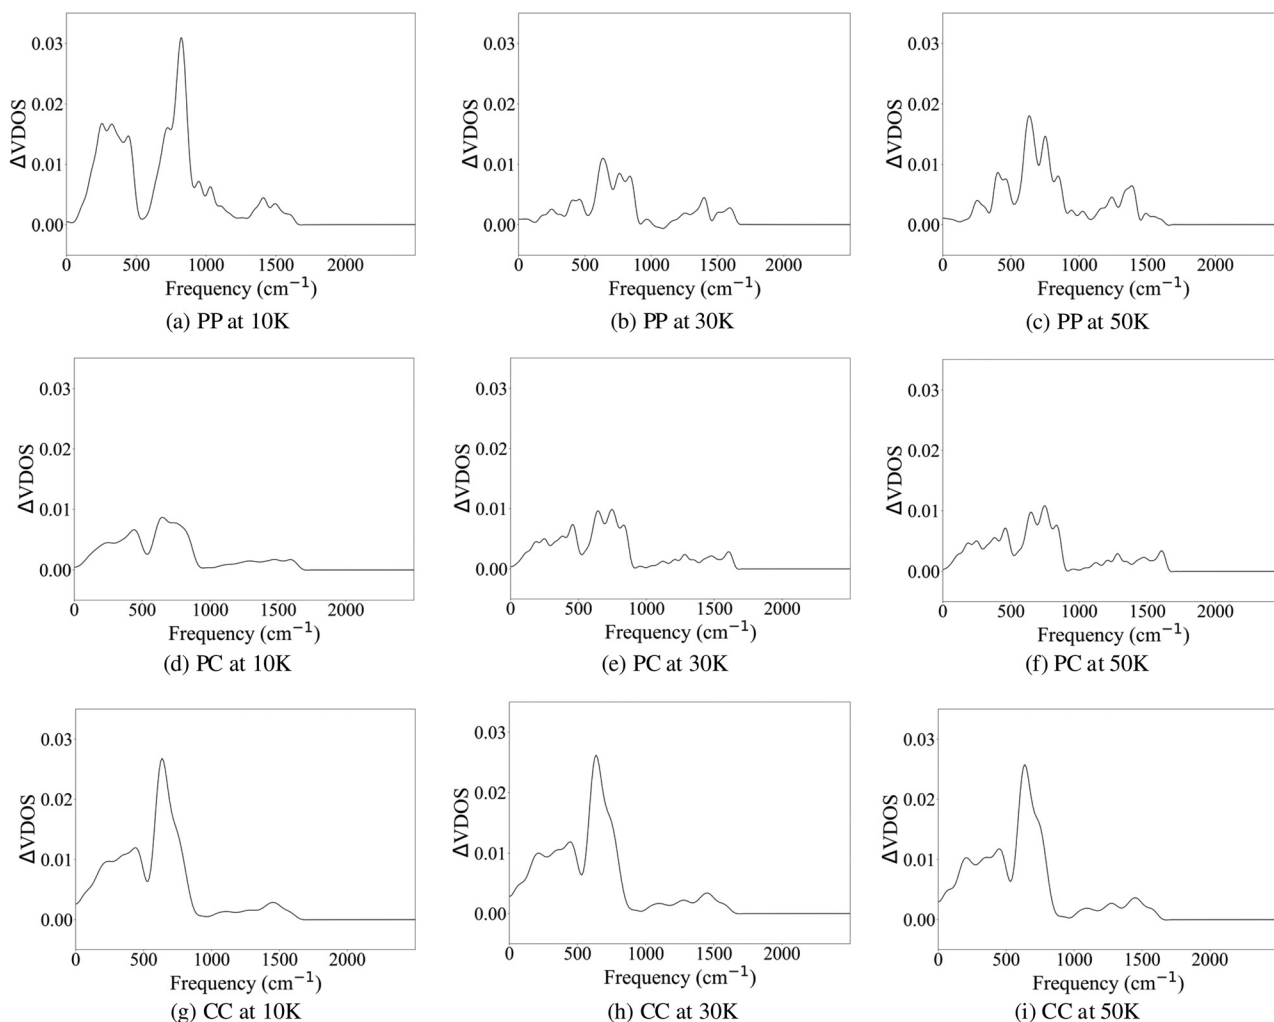 0.03
0.02
0.01
0.00
ΔVDOS
0 500 1000 1500 2000
Frequency (cm⁻¹)
(a) PP at 10K
0.03
0.02
0.01
0.00
ΔVDOS
0 500 1000 1500 2000
Frequency (cm⁻¹)
(b) PP at 30K
0.03
0.02
0.01
0.00
ΔVDOS
0 500 1000 1500 2000
Frequency (cm⁻¹)
(c) PP at 50K
0.03
0.02
0.01
0.00
ΔVDOS
0 500 1000 1500 2000
Frequency (cm⁻¹)
(d) PC at 10K
0.03
0.02
0.01
0.00
ΔVDOS
0 500 1000 1500 2000
Frequency (cm⁻¹)
(e) PC at 30K
0.03
0.02
0.01
0.00
ΔVDOS
0 500 1000 1500 2000
Frequency (cm⁻¹)
(f) PC at 50K
0.03
0.02
0.01
0.00
ΔVDOS
0 500 1000 1500 2000
Frequency (cm⁻¹)
(g) CC at 10K
0.03
0.02
0.01
0.00
ΔVDOS
0 500 1000 1500 2000
Frequency (cm⁻¹)
(h) CC at 30K
0.03
0.02
0.01
0.00
ΔVDOS
0 500 1000 1500 2000
Frequency (cm⁻¹)
(i) CC at 50K